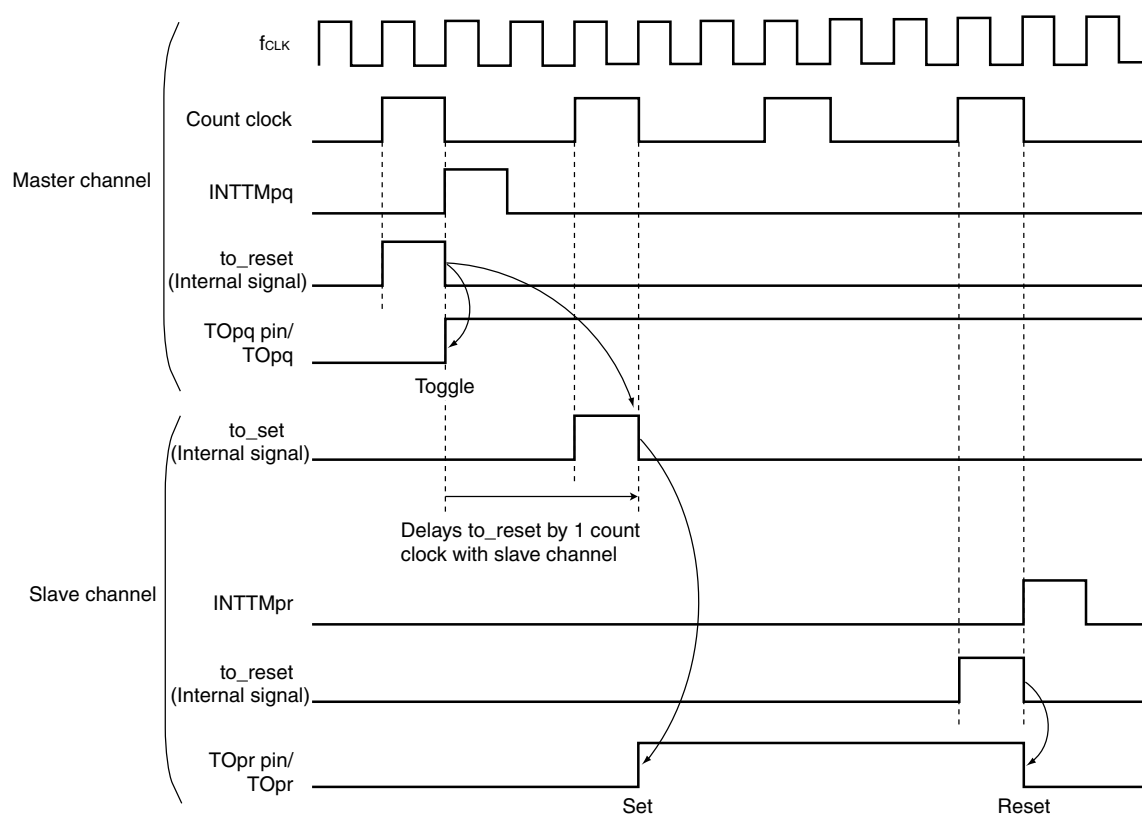 fCLK
Count clock
Master channel
INTTMpq
to_reset
(Internal signal)
TOpq pin/
TOpq
Toggle
to_set
(Internal signal)
Delays to_reset by 1 count
clock with slave channel
Slave channel
INTTMpr
to_reset
(Internal signal)
TOpr pin/
TOpr
Set
Reset